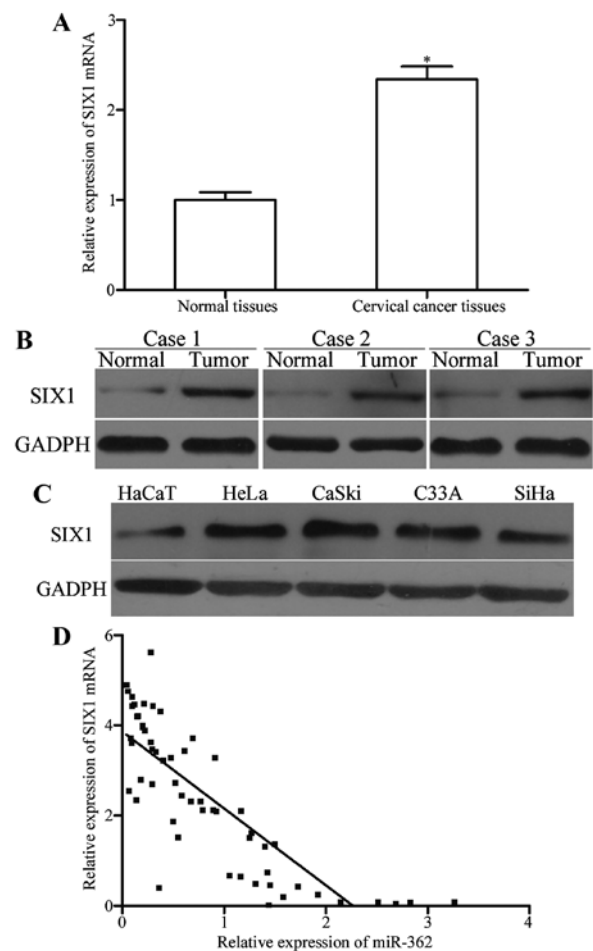 A
Relative expression of SIX1 mRNA
3
2
1
0
*
Normal tissues
Cervical cancer tissues
B
Case 1
Case 2
Case 3
Normal Tumor Normal Tumor Normal Tumor
SIX1
GADPH
C
HaCaT HeLa CaSki C33A SiHa
SIX1
GADPH
D
Relative expression of SIX1 mRNA
6
4
2
0
0 1 2 3 4
Relative expression of miR-362